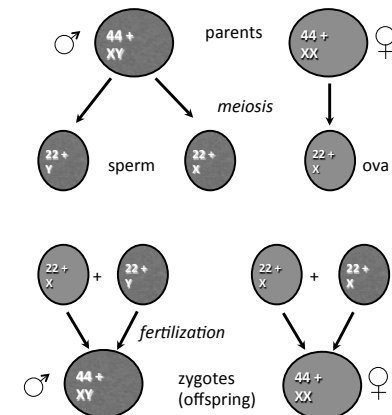 44 +
XY
parents
44 +
XX
meiosis
22 +
Y
sperm
22 +
X
22 +
X
ova
22 +
X
+
22 +
Y
22 +
X
+
22 +
X
fertilization
44 +
XY
zygotes
(offspring)
44 +
XX